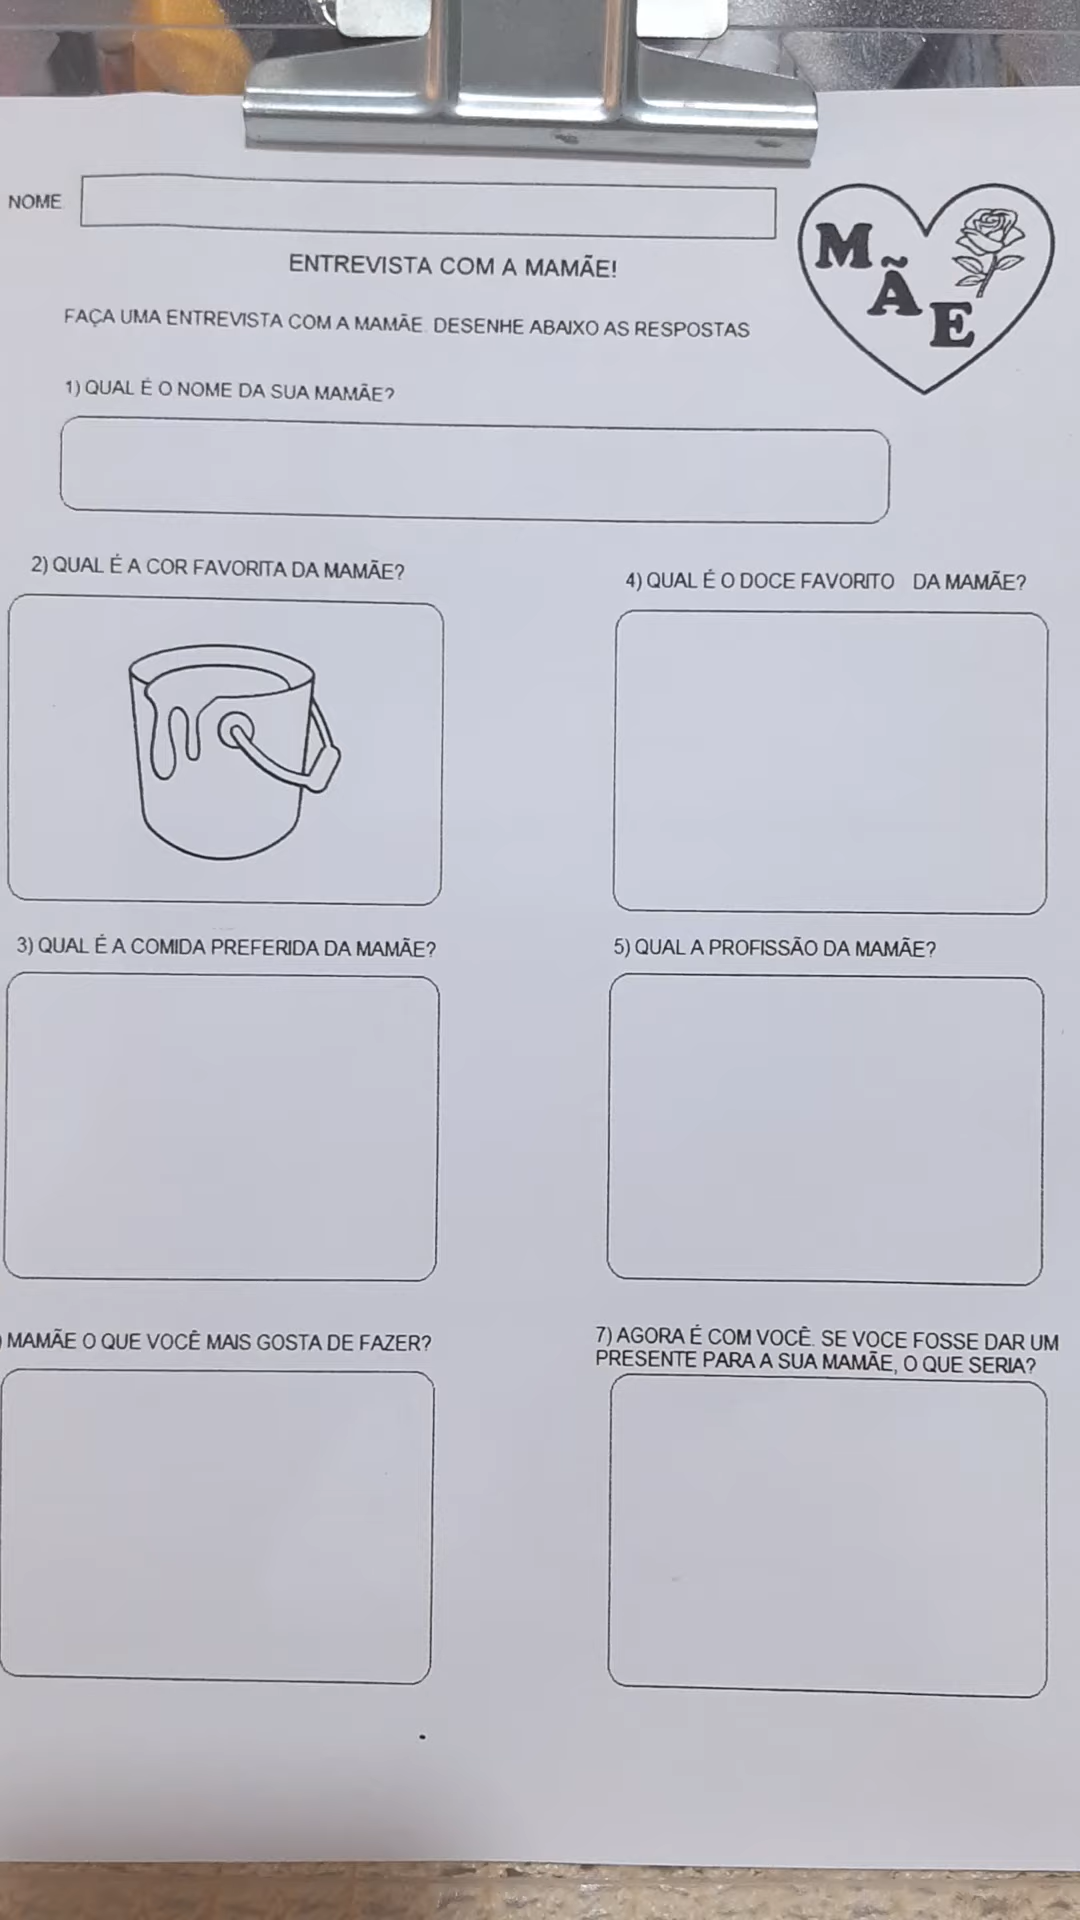 NOME
MÃE
ENTREVISTA COM A MAMÃE!
FAÇA UMA ENTREVISTA COM A MAMÃE. DESENHE ABAIXO AS RESPOSTAS
1) QUAL É O NOME DA SUA MAMÃE?
2) QUAL É A COR FAVORITA DA MAMÃE?
4) QUAL É O DOCE FAVORITO DA MAMÃE?
3) QUAL É A COMIDA PREFERIDA DA MAMÃE?
5) QUAL A PROFISSÃO DA MAMÃE?
) MAMÃE O QUE VOCÊ MAIS GOSTA DE FAZER?
7) AGORA É COM VOCÊ. SE VOCE FOSSE DAR UM
PRESENTE PARA A SUA MAMÃE, O QUE SERIA?